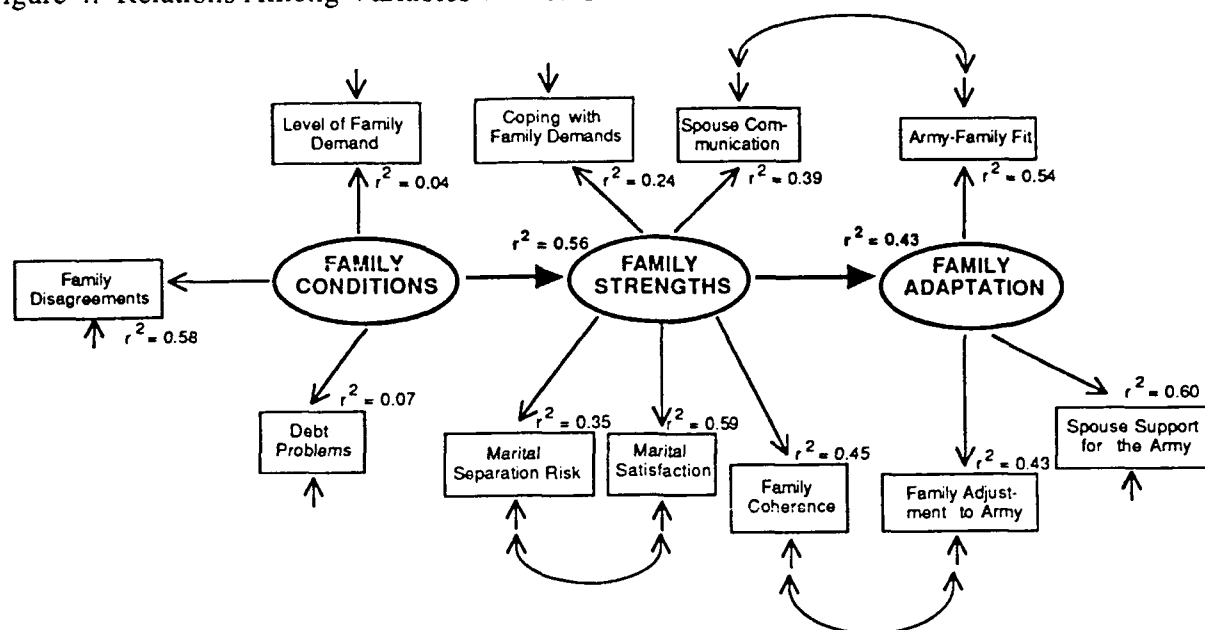 Figure 4. Relations Among Variables
Level of Family
Demand
r² = 0.04
Coping with
Family Demands
r² = 0.24
Spouse Com-
munication
r² = 0.39
Army-Family Fit
r² = 0.54
Family
Disagreements
r² = 0.58
FAMILY
CONDITIONS
r² = 0.56
FAMILY
STRENGTHS
r² = 0.43
FAMILY
ADAPTATION
r² = 0.07
Debt
Problems
r² = 0.35
Marital
Separation Risk
r² = 0.59
Marital
Satisfaction
r² = 0.45
Family
Coherence
r² = 0.43
Family Adjust-
ment to Army
r² = 0.60
Spouse Support
for the Army